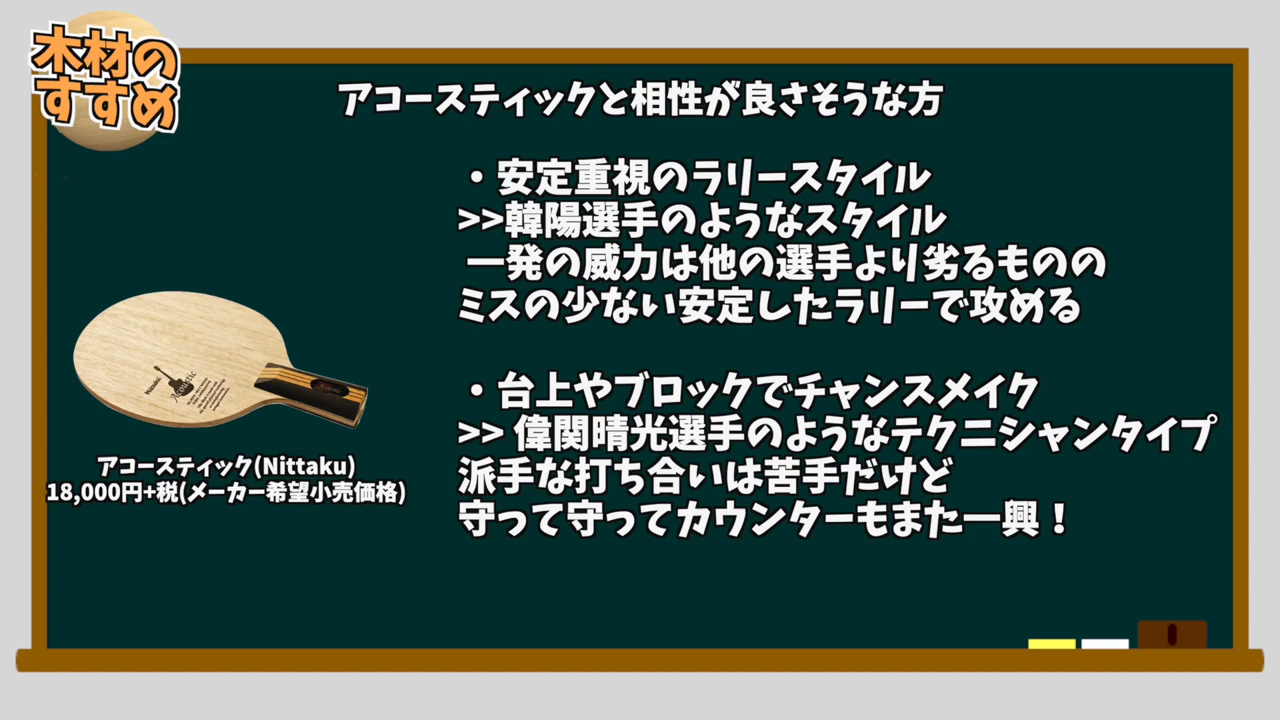 木材の
すすめ
アコースティックと相性が良さそうな方
・安定重視のラリースタイル
>>韓陽選手のようなスタイル
一発の威力は他の選手より劣るものの
ミスの少ない安定したラリーで攻める
・台上やブロックでチャンスメイク
>> 偉関晴光選手のようなテクニシャンタイプ
派手な打ち合いは苦手だけど
守って守ってカウンターもまた一興！
Nittaku
Acoustic
アコースティック(Nittaku)
18,000円+税(メーカー希望小売価格)